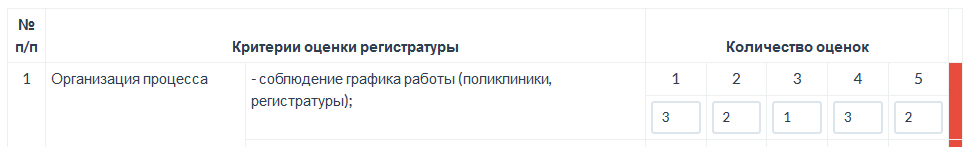 №
п/п
Критерии оценки регистратуры
Количество оценок
1
Организация процесса
- соблюдение графика работы (поликлиники,
регистратуры);
1 2 3 4 5
3 2 1 3 2